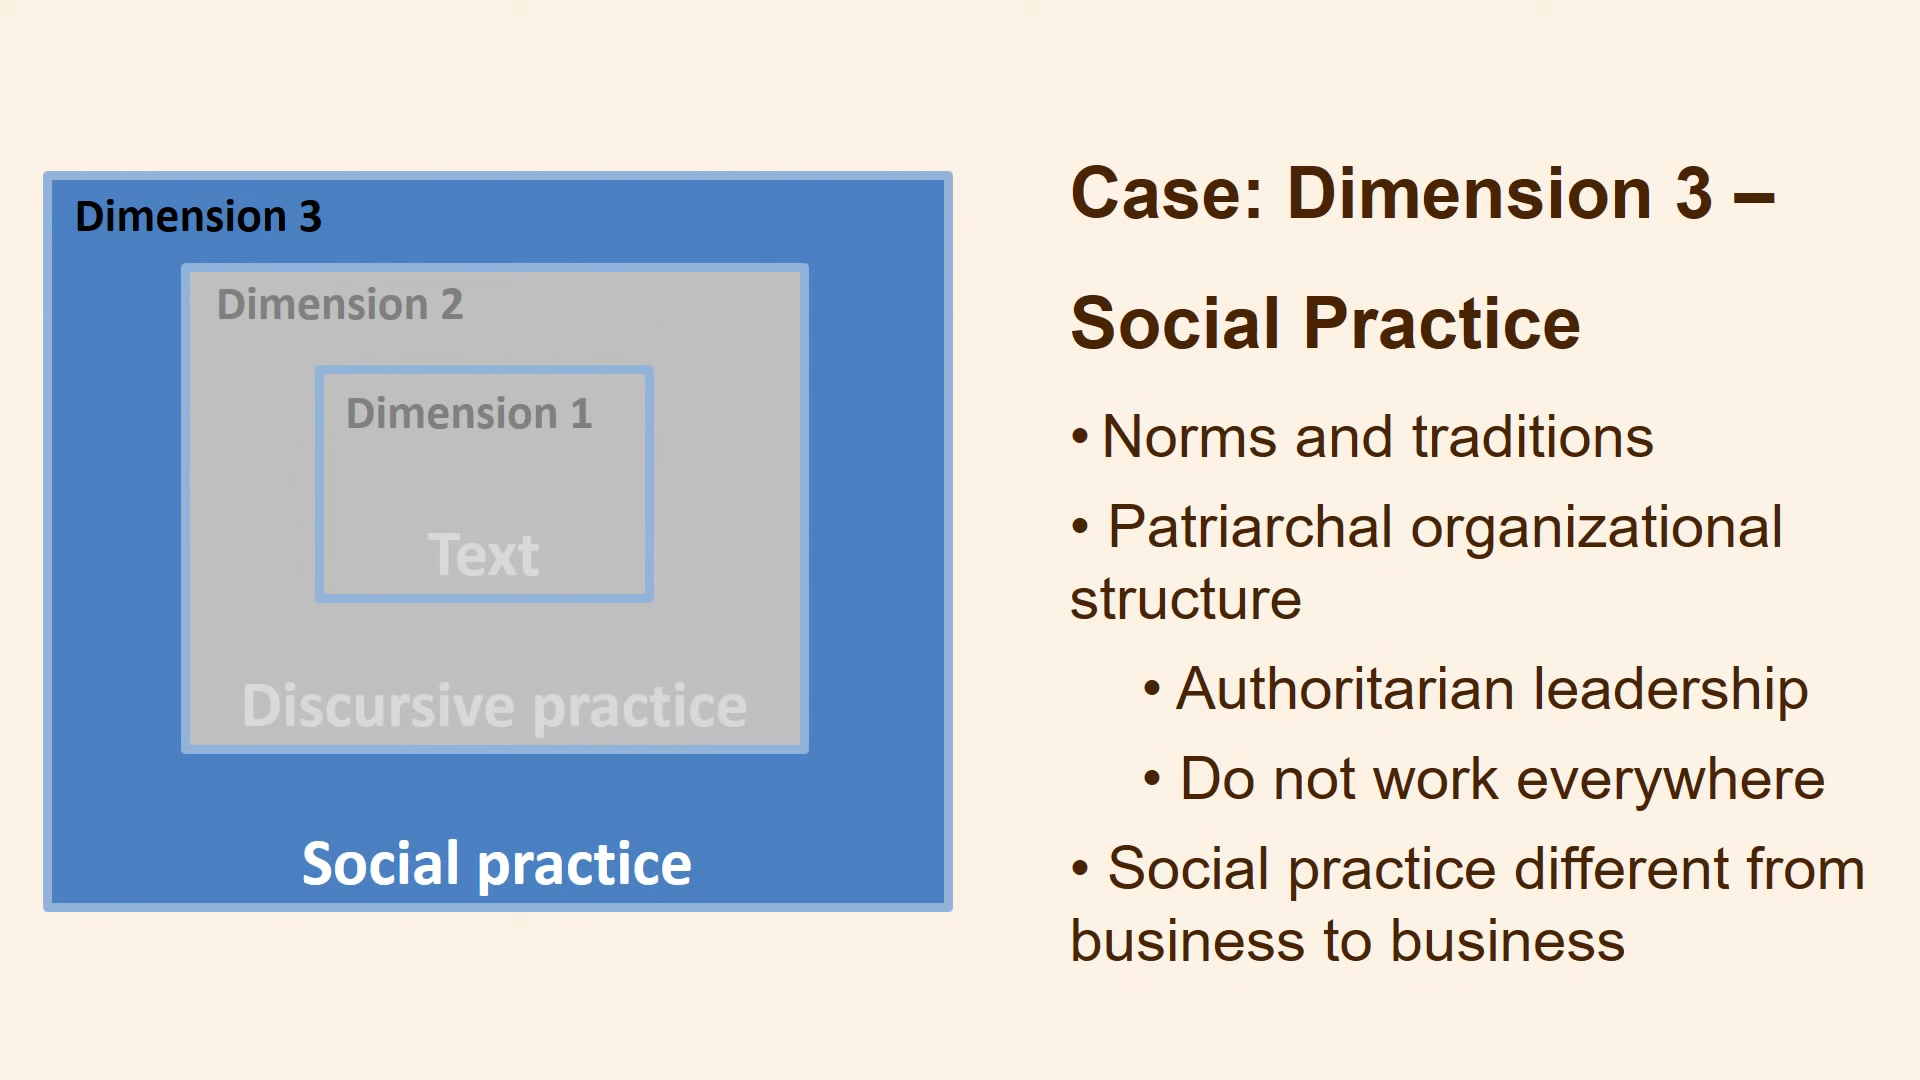 Dimension 3
Dimension 2
Dimension 1
Text
Discursive practice
Social practice
Case: Dimension 3 –
Social Practice
• Norms and traditions
• Patriarchal organizational
structure
• Authoritarian leadership
• Do not work everywhere
• Social practice different from
business to business